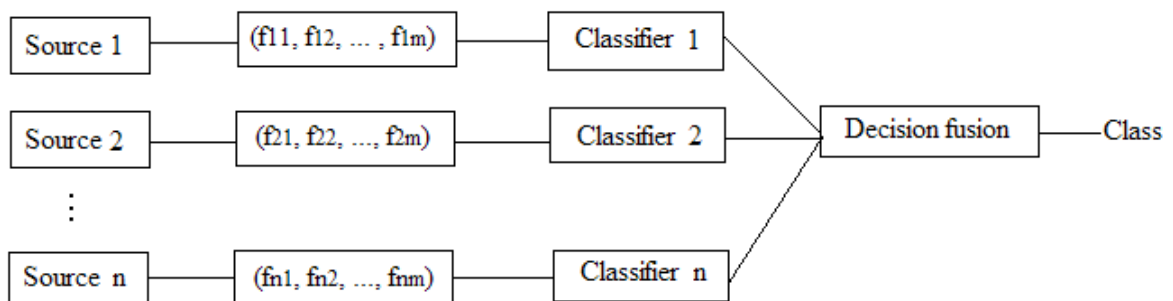 Source 1
(f11, f12, ... , f1m)
Classifier 1
Source 2
(f21, f22, ..., f2m)
Classifier 2
Decision fusion
Class
⋮
Source n
(fn1, fn2, ..., fnm)
Classifier n